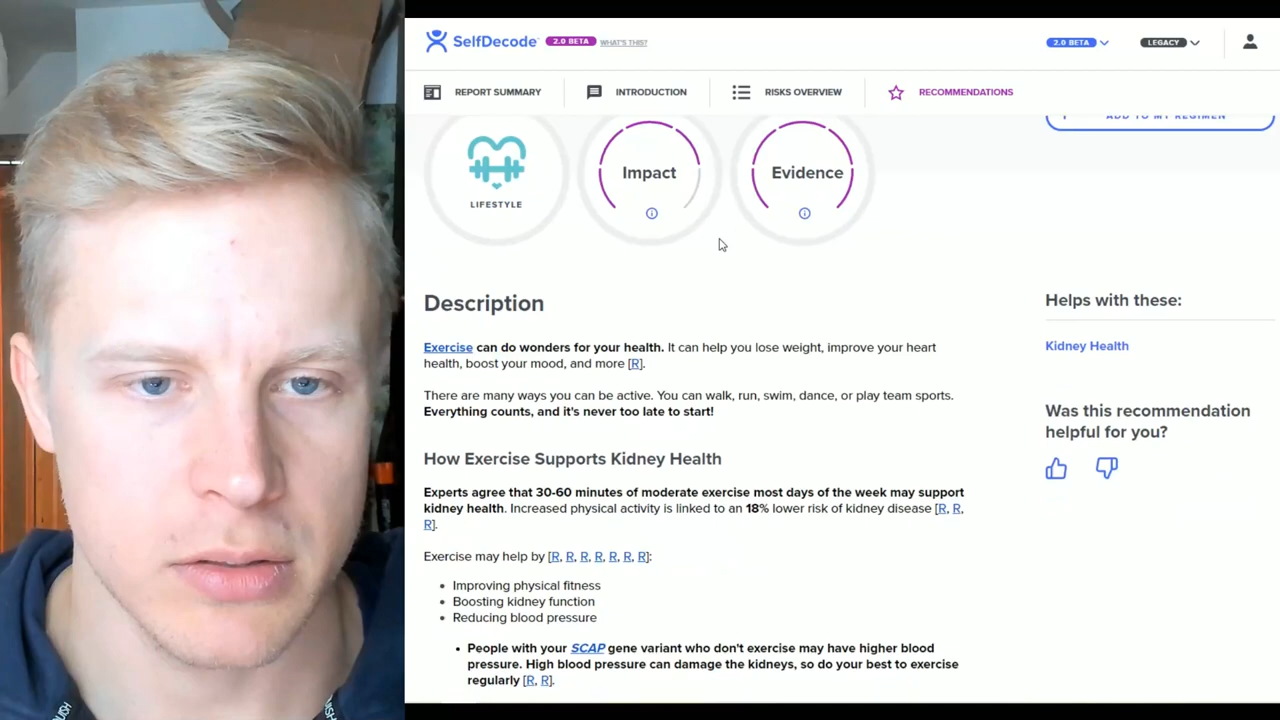 SelfDecode 2.0 BETA WHAT'S THIS? 2.0 BETA LEGACY
REPORT SUMMARY INTRODUCTION RISKS OVERVIEW RECOMMENDATIONS
ADD TO MY REGIMEN
LIFESTYLE
Impact
Evidence
Description
Exercise can do wonders for your health. It can help you lose weight, improve your heart
health, boost your mood, and more [R].
There are many ways you can be active. You can walk, run, swim, dance, or play team sports.
Everything counts, and it's never too late to start!
How Exercise Supports Kidney Health
Experts agree that 30-60 minutes of moderate exercise most days of the week may support
kidney health. Increased physical activity is linked to an 18% lower risk of kidney disease [R, R,
R].
Exercise may help by [R, R, R, R, R, R, R]:
• Improving physical fitness
• Boosting kidney function
• Reducing blood pressure
• People with your SCAP gene variant who don't exercise may have higher blood
pressure. High blood pressure can damage the kidneys, so do your best to exercise
regularly [R, R].
Helps with these:
Kidney Health
Was this recommendation
helpful for you?